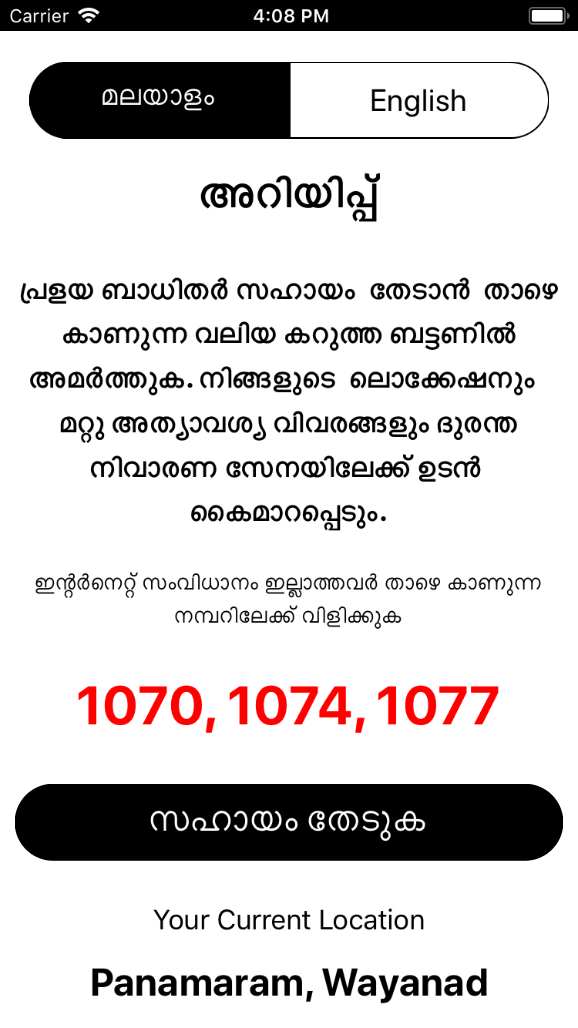 Carrier 4:08 PM
മലയാളം English
അറിയിപ്പ്
പ്രളയ ബാധിതർ സഹായം തേടാൻ താഴെ
കാണുന്ന വലിയ കറുത്ത ബട്ടണിൽ
അമർത്തുക. നിങ്ങളുടെ ലൊക്കേഷനും
മറ്റു അത്യാവശ്യ വിവരങ്ങളും ദുരന്ത
നിവാരണ സേനയിലേക്ക് ഉടൻ
കൈമാറപ്പെടും.
ഇന്റർനെറ്റ് സംവിധാനം ഇല്ലാത്തവർ താഴെ കാണുന്ന
നമ്പറിലേക്ക് വിളിക്കുക
1070, 1074, 1077
സഹായം തേടുക
Your Current Location
Panamaram, Wayanad